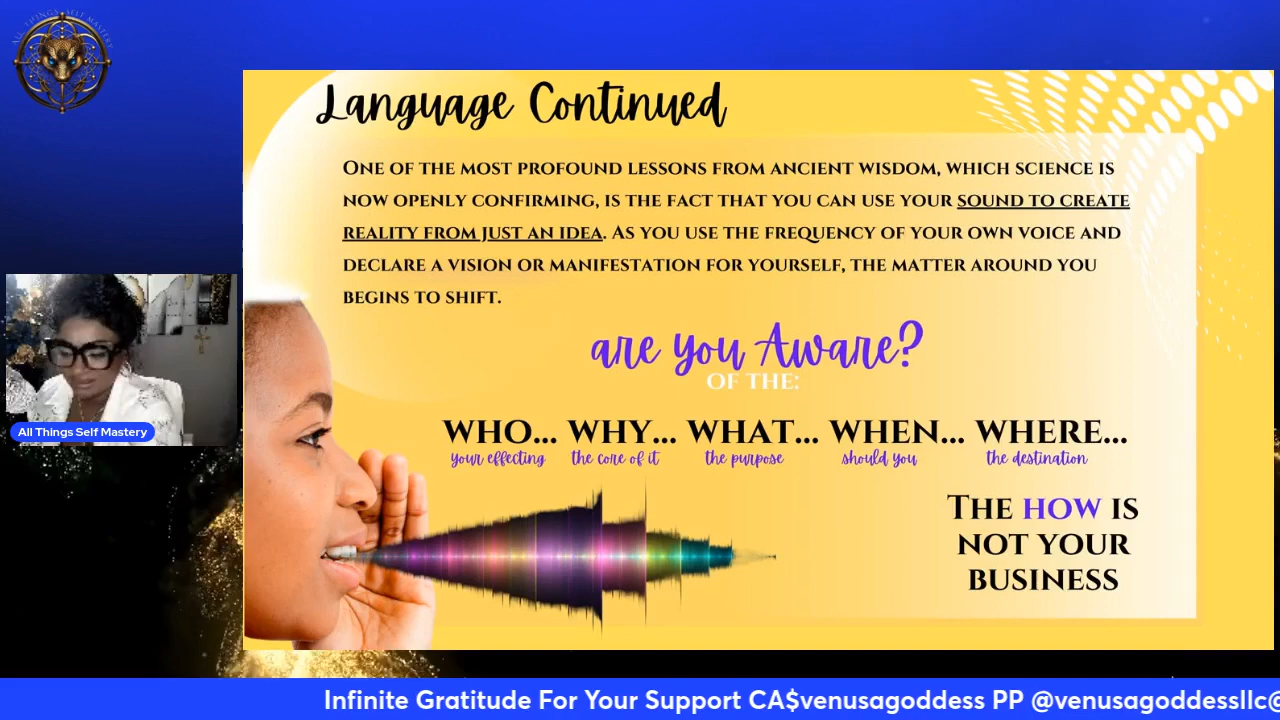 ALL THINGS SELF MASTERY
Language Continued
One of the most profound lessons from ancient wisdom, which science is
now openly confirming, is the fact that you can use your sound to create
reality from just an idea. As you use the frequency of your own voice and
declare a vision or manifestation for yourself, the matter around you
begins to shift.
are you Aware?
OF THE:
WHO... WHY... WHAT... WHEN... WHERE...
your effecting the core of it the purpose should you the destination
The HOW is
not your
business
All Things Self Mastery
Infinite Gratitude For Your Support CA$venusagoddess PP @venusagoddessllc@